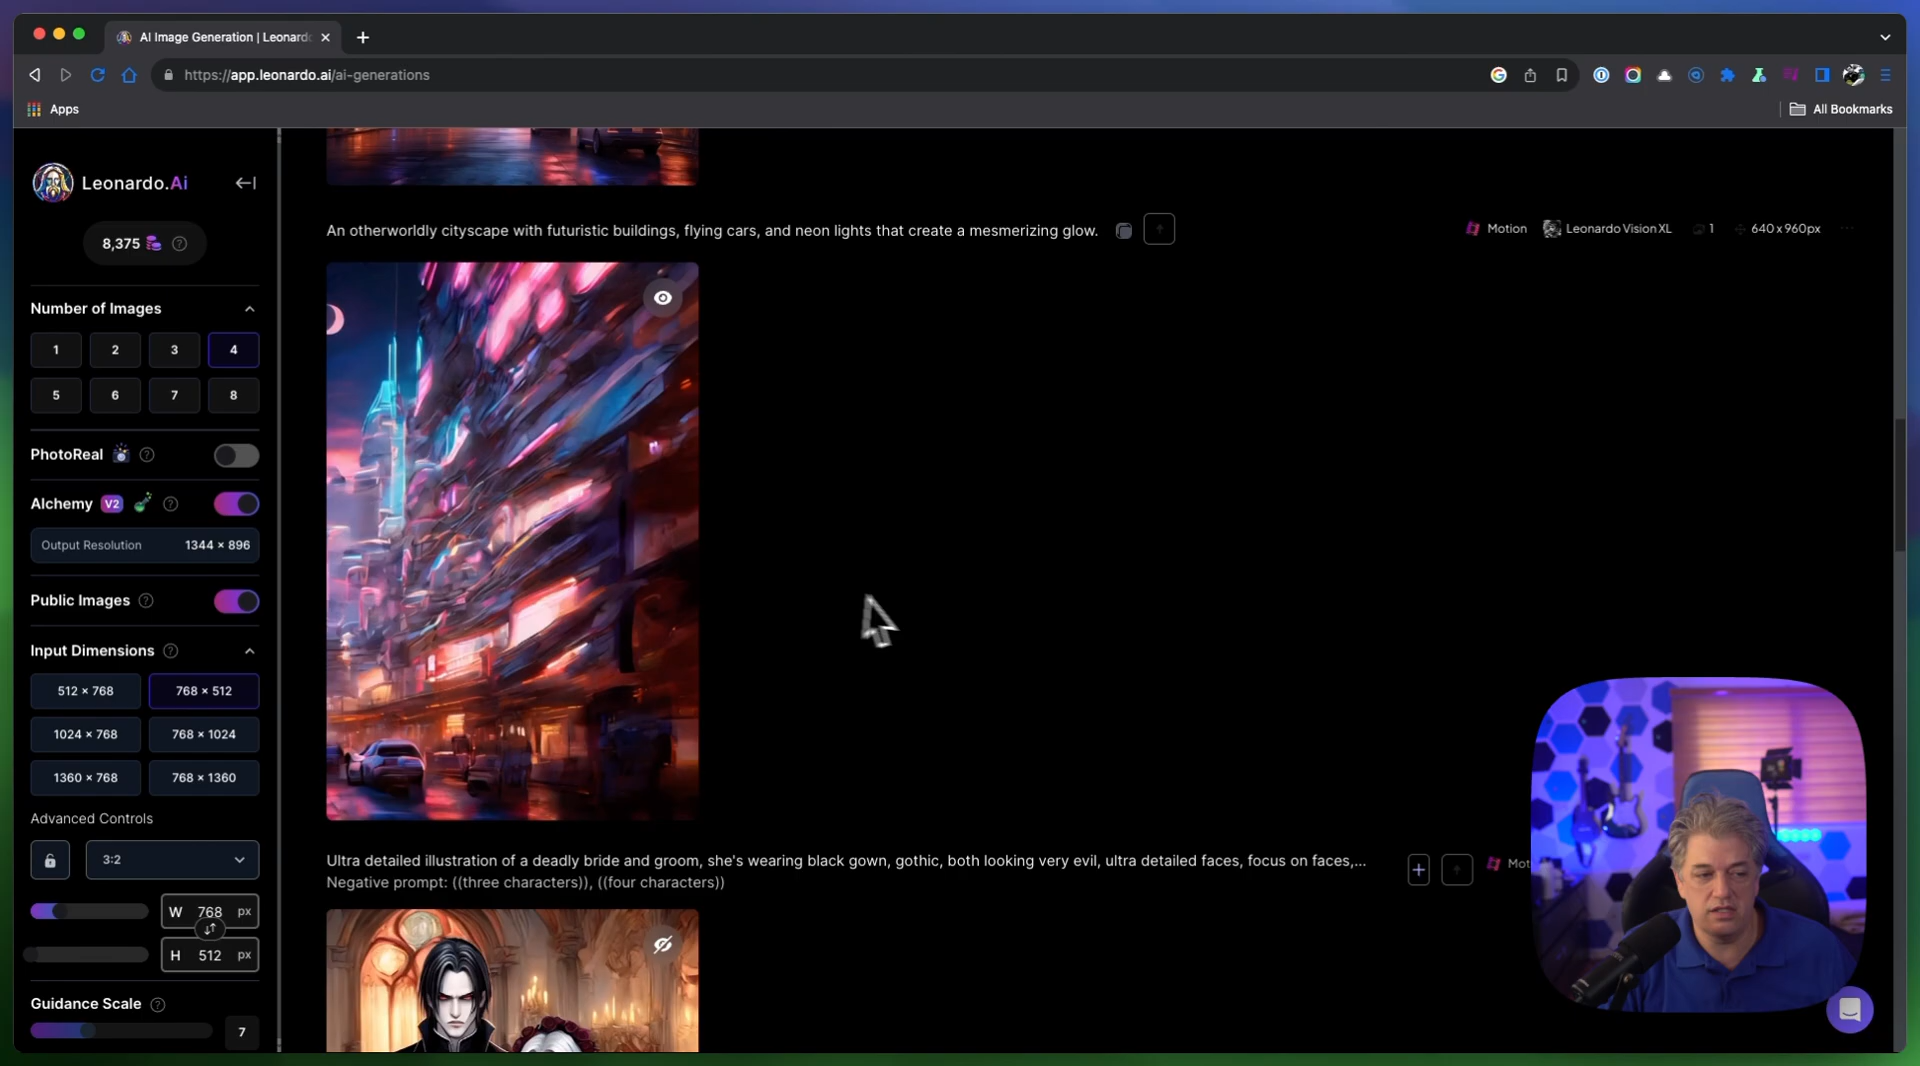 AI Image Generation | Leonardo
https://app.leonardo.ai/ai-generations
Apps
All Bookmarks
Leonardo.Ai
8,375
Number of Images
1 2 3 4
5 6 7 8
PhotoReal
Alchemy V2
Output Resolution 1344 × 896
Public Images
Input Dimensions
512 × 768 768 × 512
1024 × 768 768 × 1024
1360 × 768 768 × 1360
Advanced Controls
3:2
W 768 px
H 512 px
Guidance Scale
7
An otherworldly cityscape with futuristic buildings, flying cars, and neon lights that create a mesmerizing glow.
Motion Leonardo Vision XL 1 640 x 960px
Ultra detailed illustration of a deadly bride and groom, she's wearing black gown, gothic, both looking very evil, ultra detailed faces, focus on faces,...
Mot
Negative prompt: ((three characters)), ((four characters))